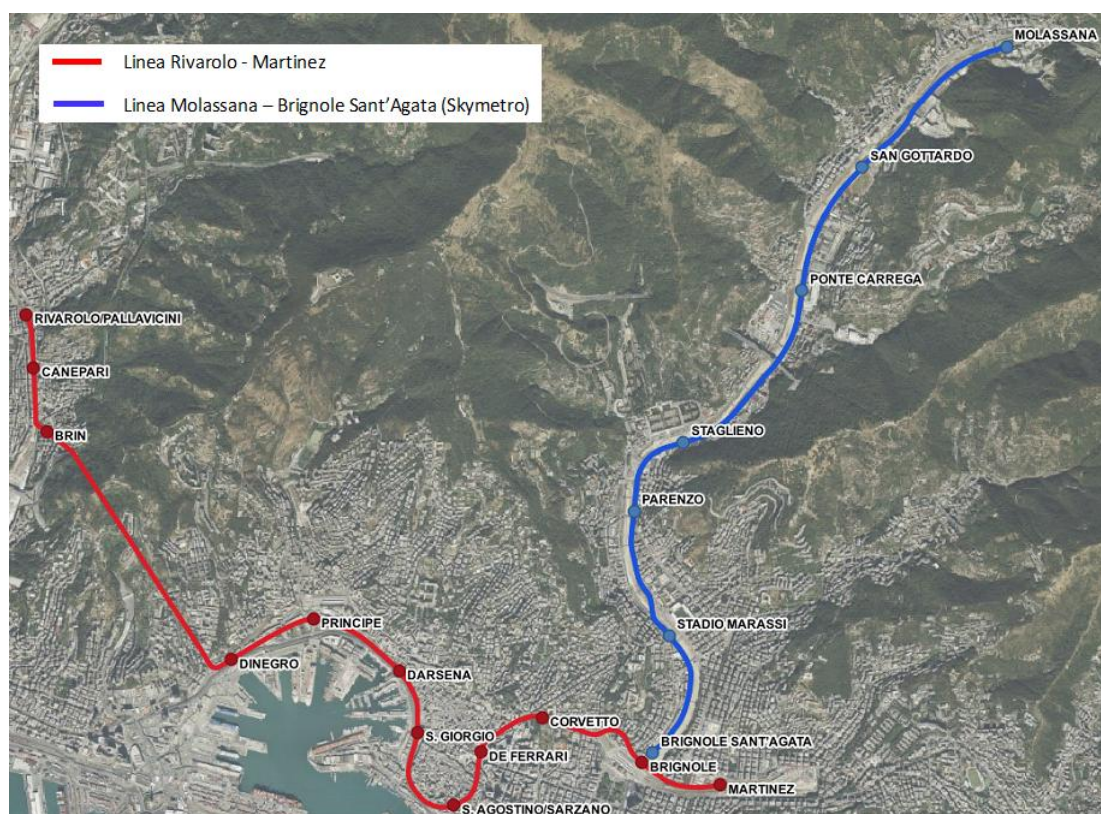 Linea Rivarolo - Martinez
Linea Molassana – Brignole Sant'Agata (Skymetro)
MOLASSANA
SAN GOTTARDO
PONTE CARREGA
RIVAROLO/PALLAVICINI
CANEPARI
BRIN
STAGLIENO
PARENZO
PRINCIPE
STADIO MARASSI
DINEGRO
DARSENA
CORVETTO
S. GIORGIO
BRIGNOLE SANT'AGATA
DE FERRARI
BRIGNOLE
MARTINEZ
S. AGOSTINO/SARZANO